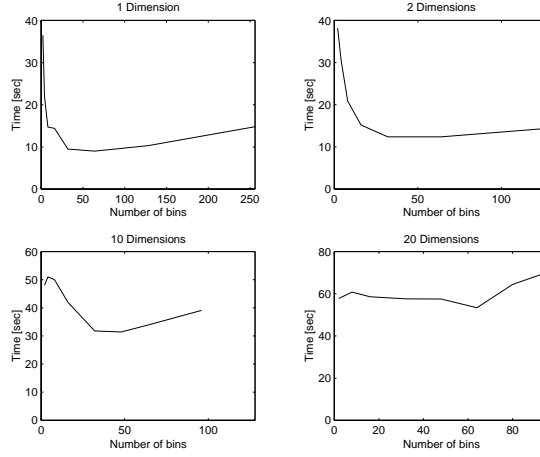 1 Dimension
40
30
20
10
0
Time [sec]
0 50 100 150 200 250
Number of bins
2 Dimensions
40
30
20
10
0
Time [sec]
0 50 100
Number of bins
10 Dimensions
60
50
40
30
20
10
0
Time [sec]
0 50 100
Number of bins
20 Dimensions
80
60
40
20
0
Time [sec]
0 20 40 60 80
Number of bins